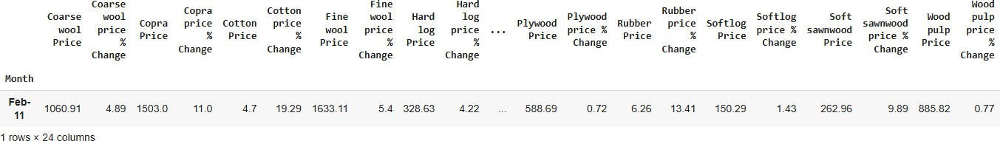 Coarse
wool
Price
Coarse
wool
price
%
Change
Copra
Price
Copra
price
%
Change
Cotton
Price
Cotton
price
%
Change
Fine
wool
Price
Fine
wool
price
%
Change
Hard
log
Price
Hard
log
price
%
Change
...
Plywood
Price
Plywood
price %
Change
Rubber
Price
Rubber
price
%
Change
Softlog
Price
Softlog
price %
Change
Soft
sawnwood
Price
Soft
sawnwood
price %
Change
Wood
pulp
Price
Wood
pulp
price
%
Change
Month
Feb-
11
1060.91 4.89 1503.0 11.0 4.7 19.29 1633.11 5.4 328.63 4.22 ... 588.69 0.72 6.26 13.41 150.29 1.43 262.96 9.89 885.82 0.77
1 rows × 24 columns